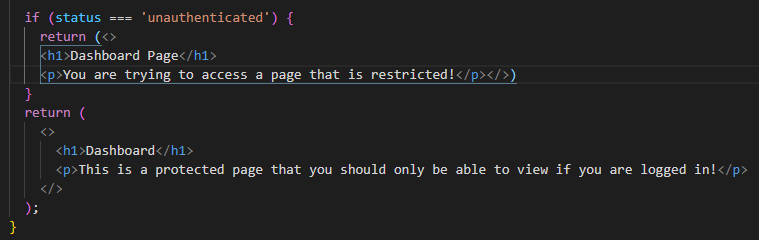 if (status === 'unauthenticated') {
return (<>
<h1>Dashboard Page</h1>
<p>You are trying to access a page that is restricted!</p></>)
}
return (
<>
<h1>Dashboard</h1>
<p>This is a protected page that you should only be able to view if you are logged in!</p>
</>
);
}